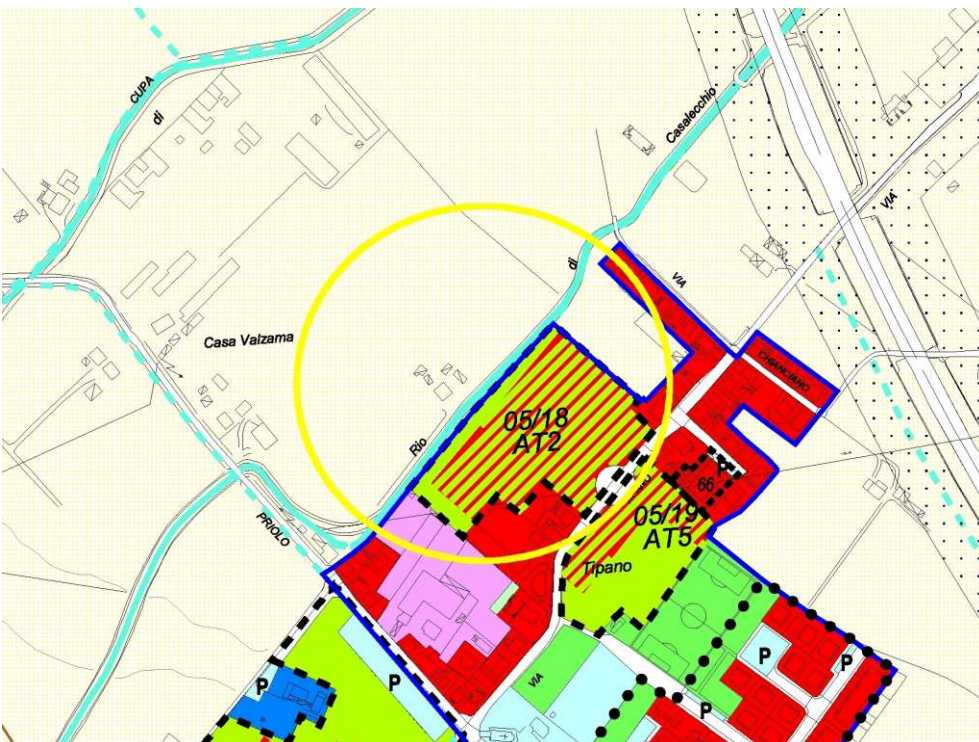 CUPA
di
Casalecchio
VIA
di
VIA
Casa Valzama
CHIANCIANO
05/18
AT2
Rio
P
66
05/19
AT5
PRIOLO
Tipano
VIA
P
P
P
P
P